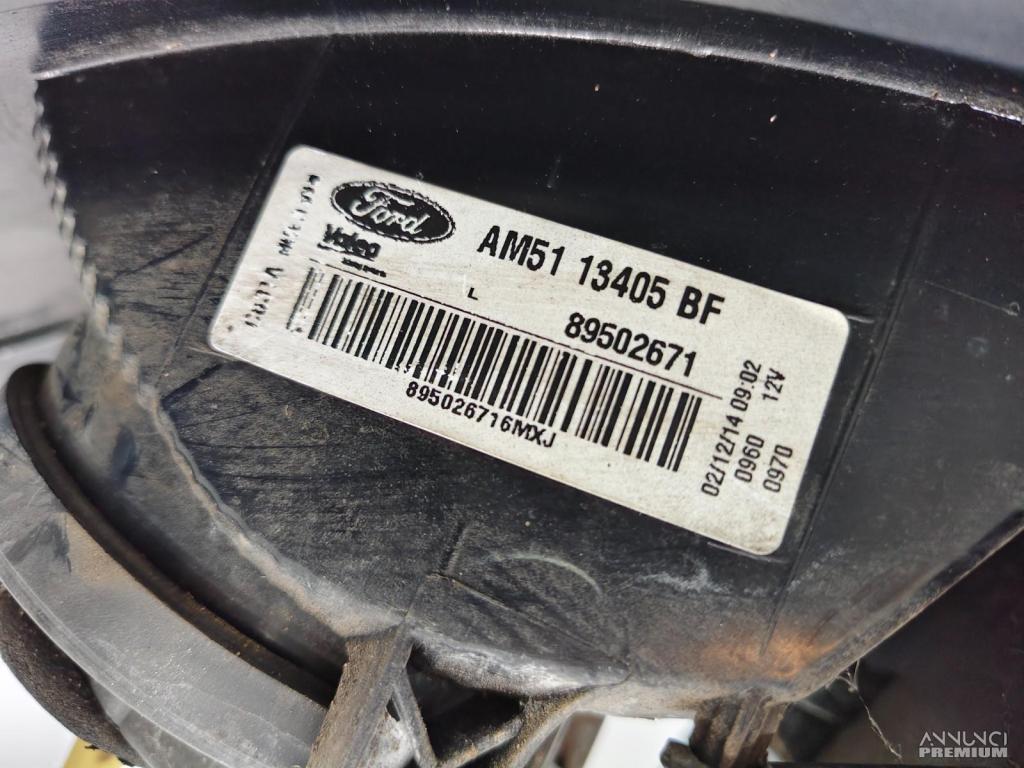 Ford
Valeo
AM51 13405 BF
L
89502671
895026716MXJ
02/12/14 09:02
0960 12V
0970
ANNUNCI
PREMIUM